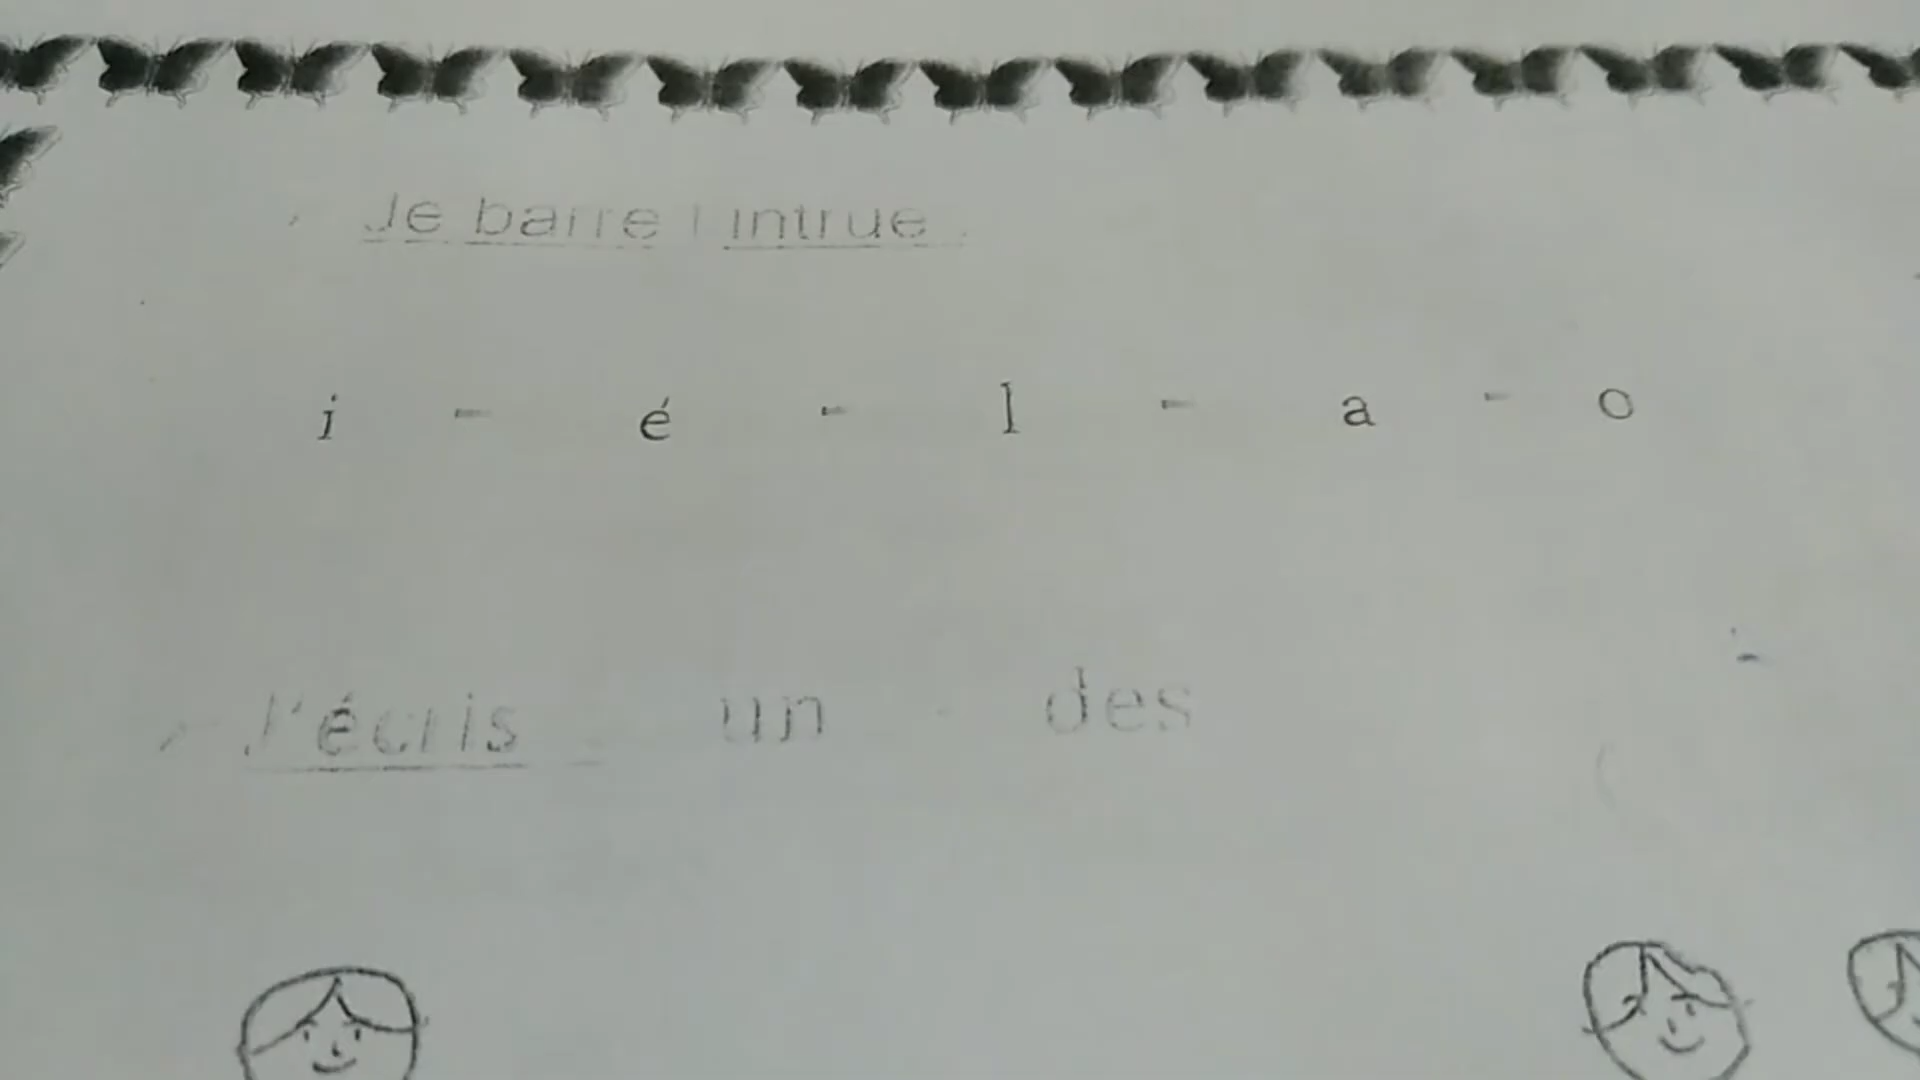 Je barre l'intrue
i - é - l - a - o
J'écris un - des